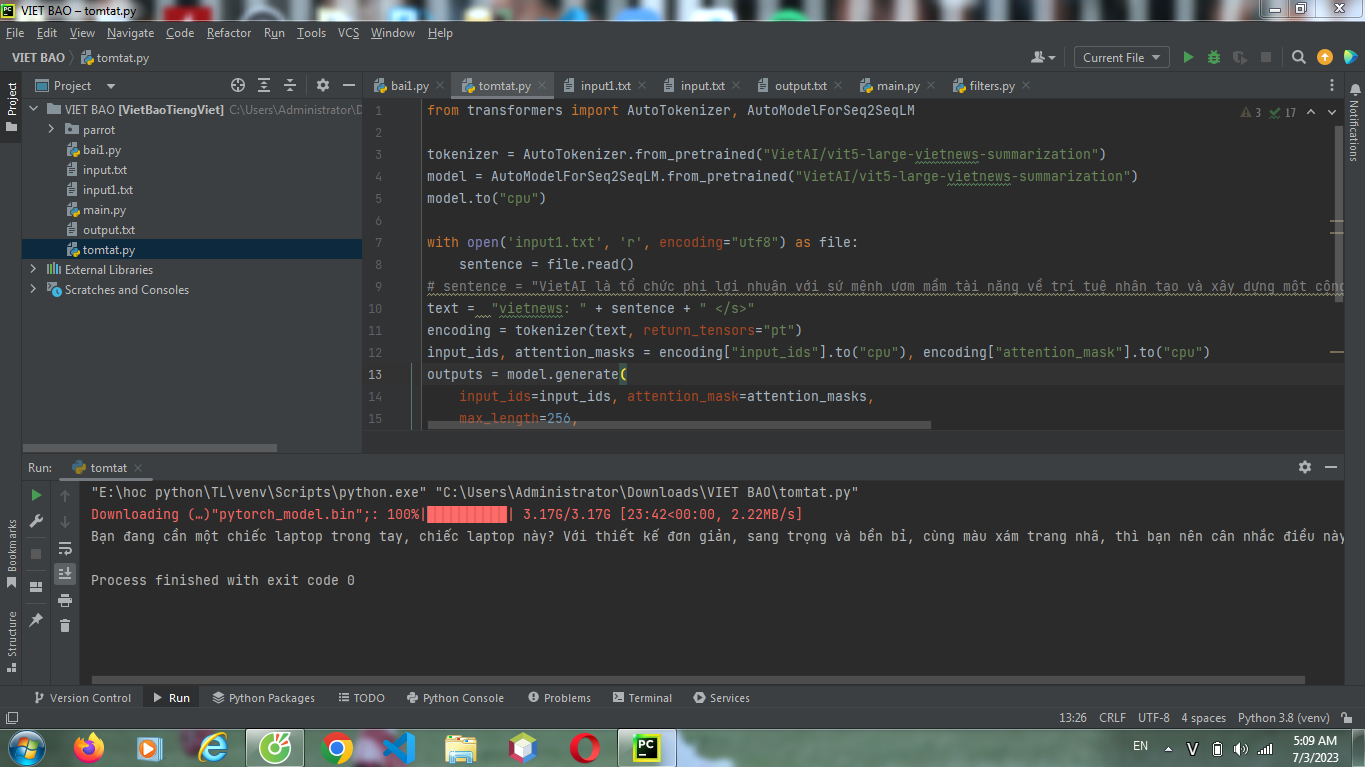 VIET BAO – tomtat.py
File Edit View Navigate Code Refactor Run Tools VCS Window Help
VIET BAO tomtat.py
Current File
Project
bai1.py tomtat.py input1.txt input.txt output.txt main.py filters.py
VIET BAO [VietBaoTiengViet] C:\Users\Administrator\D
parrot
bai1.py
input.txt
input1.txt
main.py
output.txt
tomtat.py
External Libraries
Scratches and Consoles
Project
Notifications
3 17
1 from transformers import AutoTokenizer, AutoModelForSeq2SeqLM
2
3 tokenizer = AutoTokenizer.from_pretrained("VietAI/vit5-large-vietnews-summarization")
4 model = AutoModelForSeq2SeqLM.from_pretrained("VietAI/vit5-large-vietnews-summarization")
5 model.to("cpu")
6
7 with open('input1.txt', 'r', encoding="utf8") as file:
8 sentence = file.read()
9 # sentence = "VietAI là tổ chức phi lợi nhuận với sứ mệnh ươm mầm tài năng về trí tuệ nhân tạo và xây dựng một cộng
10 text = "vietnews: " + sentence + " </s>"
11 encoding = tokenizer(text, return_tensors="pt")
12 input_ids, attention_masks = encoding["input_ids"].to("cpu"), encoding["attention_mask"].to("cpu")
13 outputs = model.generate(
14 input_ids=input_ids, attention_mask=attention_masks,
15 max_length=256,
Run: tomtat
"E:\hoc python\TL\venv\Scripts\python.exe" "C:\Users\Administrator\Downloads\VIET BAO\tomtat.py"
Downloading (…)"pytorch_model.bin";: 100%|██████████| 3.17G/3.17G [23:42<00:00, 2.22MB/s]
Bạn đang cần một chiếc laptop trong tay, chiếc laptop này? Với thiết kế đơn giản, sang trọng và bền bỉ, cùng màu xám trang nhã, thì bạn nên cân nhắc điều này
Process finished with exit code 0
Bookmarks
Structure
Version Control Run Python Packages TODO Python Console Problems Terminal Services
13:26 CRLF UTF-8 4 spaces Python 3.8 (venv)
PC
EN V 5:09 AM
7/3/2023